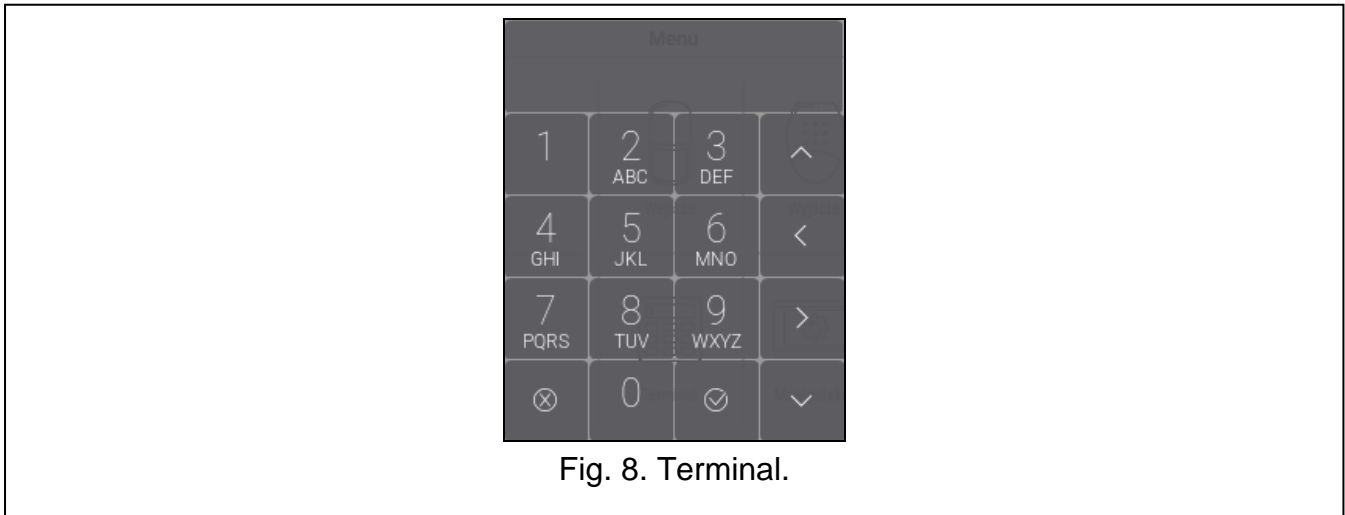 Menu
1 2 3
ABC DEF
4 5 6
GHI JKL MNO
7 8 9
PQRS TUV WXYZ
0
Fig. 8. Terminal.